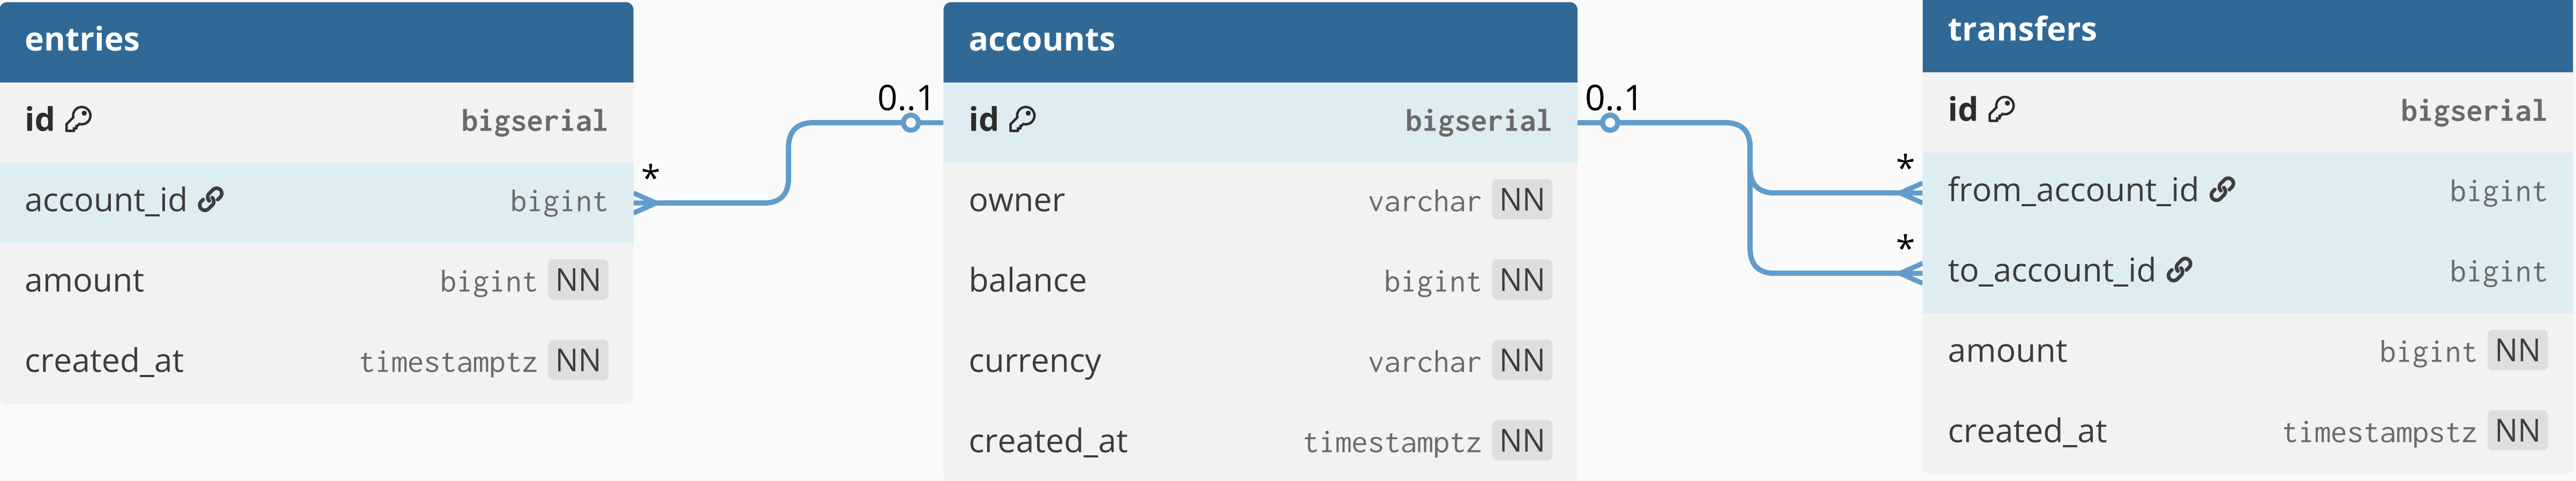 entries
id bigserial
account_id bigint
amount bigint NN
created_at timestamptz NN
*
0..1
accounts
id bigserial
owner varchar NN
balance bigint NN
currency varchar NN
created_at timestamptz NN
0..1
*
*
transfers
id bigserial
from_account_id bigint
to_account_id bigint
amount bigint NN
created_at timestampstz NN